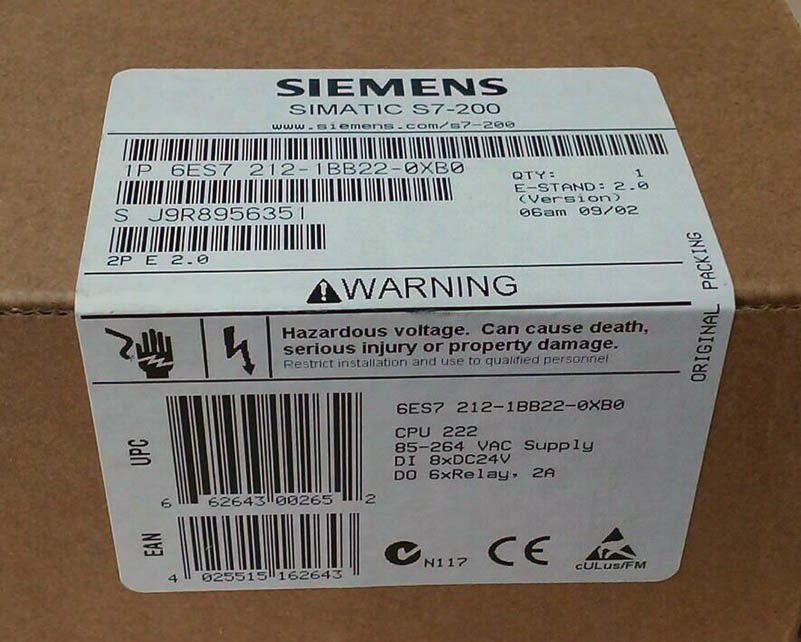 SIEMENS
SIMATIC S7-200
www.siemens.com/s7-200
1P 6ES7 212-1BB22-0XB0
S J9R8956351
2P E 2.0
QTY: 1
E-STAND: 2.0
(Version)
06am 09/02
WARNING
ORIGINAL PACKING
Hazardous voltage. Can cause death,
serious injury or property damage.
Restrict installation and use to qualified personnel
UPC
6 62643 00265 2
EAN
4 025515 162643
6ES7 212-1BB22-0XB0
CPU 222
85-264 VAC Supply
DI 8xDC24V
DO 6xRelay, 2A
N117
CE
cULus/FM